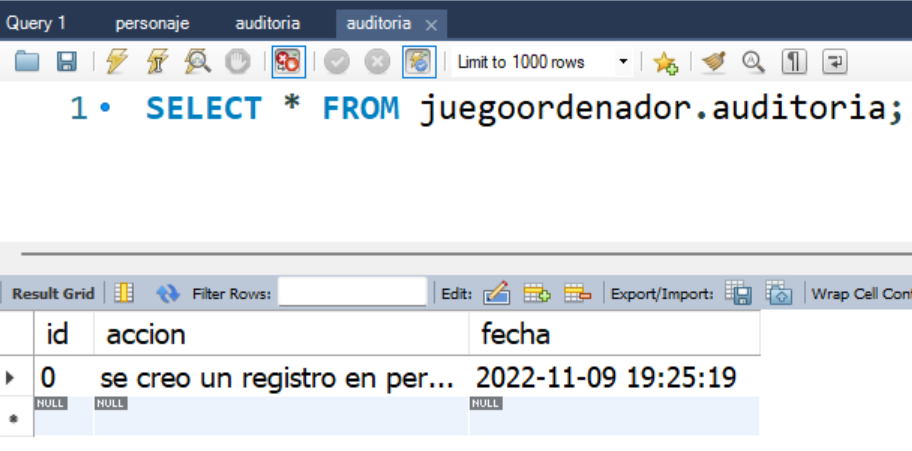 Query 1 personaje auditoria auditoria ×
Limit to 1000 rows
1 SELECT * FROM juegoordenador.auditoria;
Result Grid Filter Rows: Edit: Export/Import: Wrap Cell Cont
id accion fecha
0 se creo un registro en per... 2022-11-09 19:25:19
NULL NULL NULL